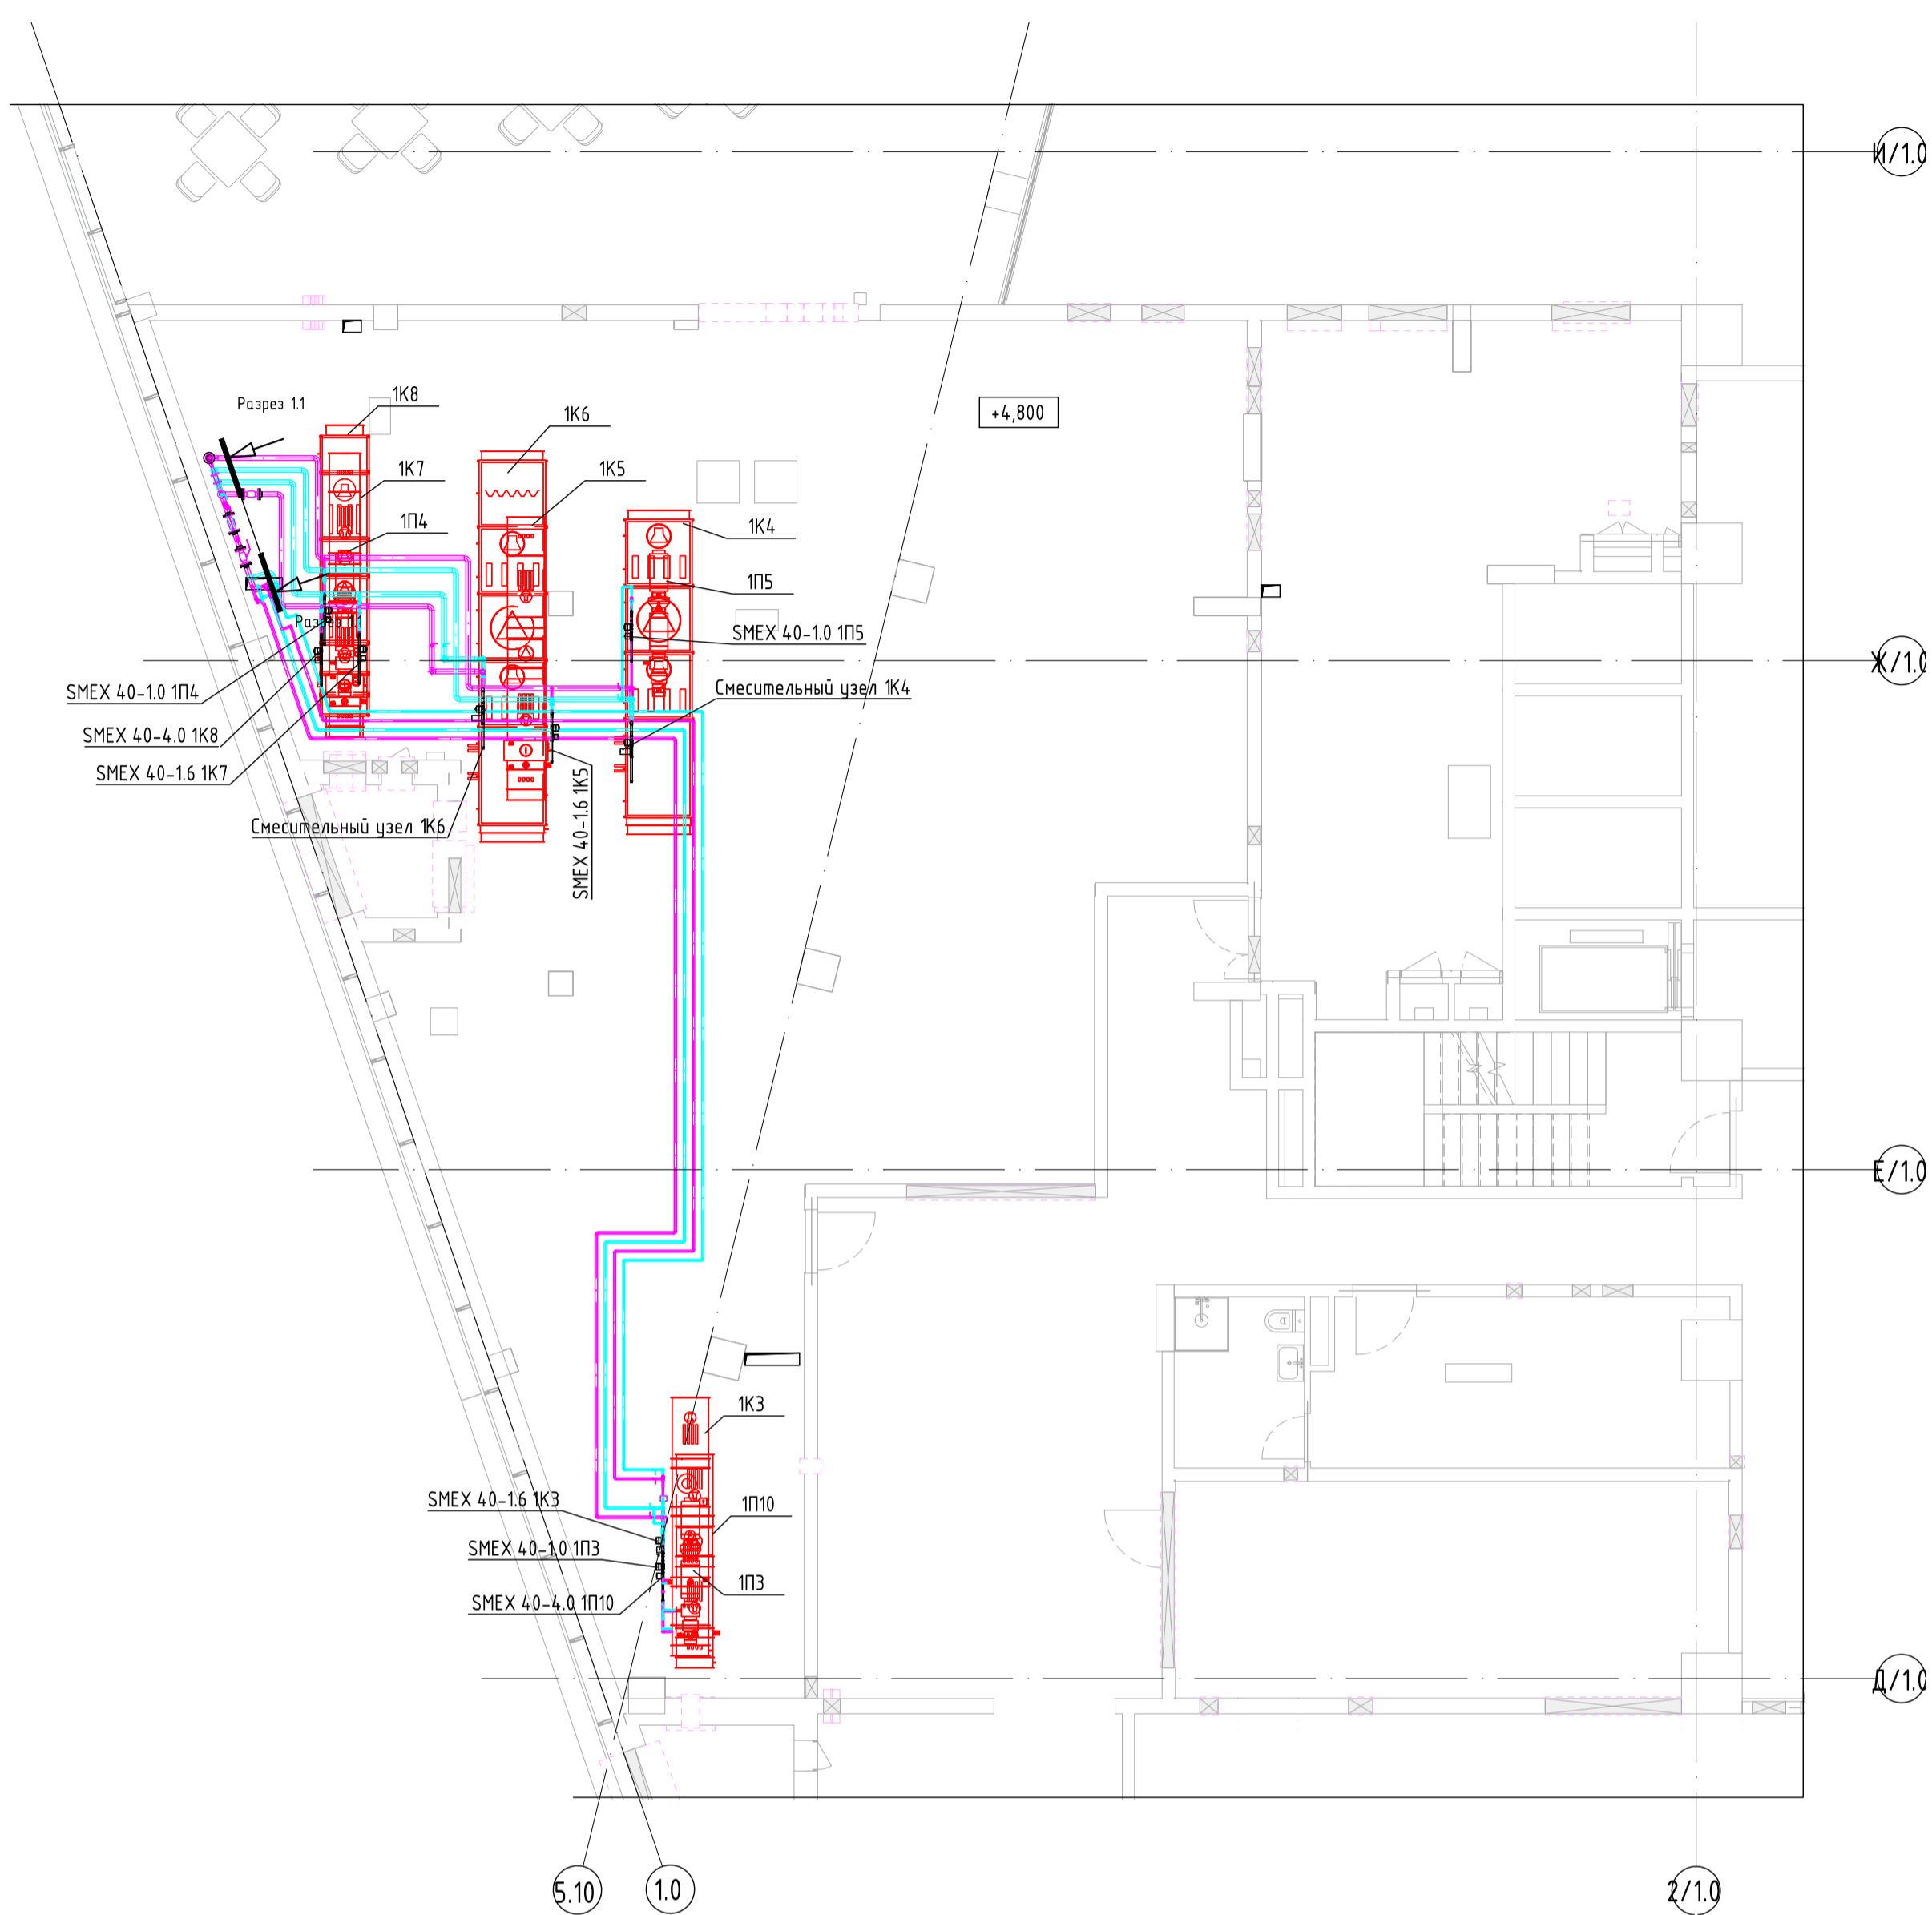 И/1.0
1К8
Разрез 1.1
1К6
+4,800
1К7
1К5
1П4
1К4
1П5
Разрез 1.1
SMEX 40-1.0 1П5
Ж/1.0
SMEX 40-1.0 1П4
Смесительный узел 1К4
SMEX 40-4.0 1К8
SMEX 40-1.6 1К7
Смесительный узел 1К6
SMEX 40-1.6 1К5
Е/1.0
1К3
SMEX 40-1.6 1К3
1П10
SMEX 40-1.0 1П3
1П3
SMEX 40-4.0 1П10
Д/1.0
5.10
1.0
2/1.0